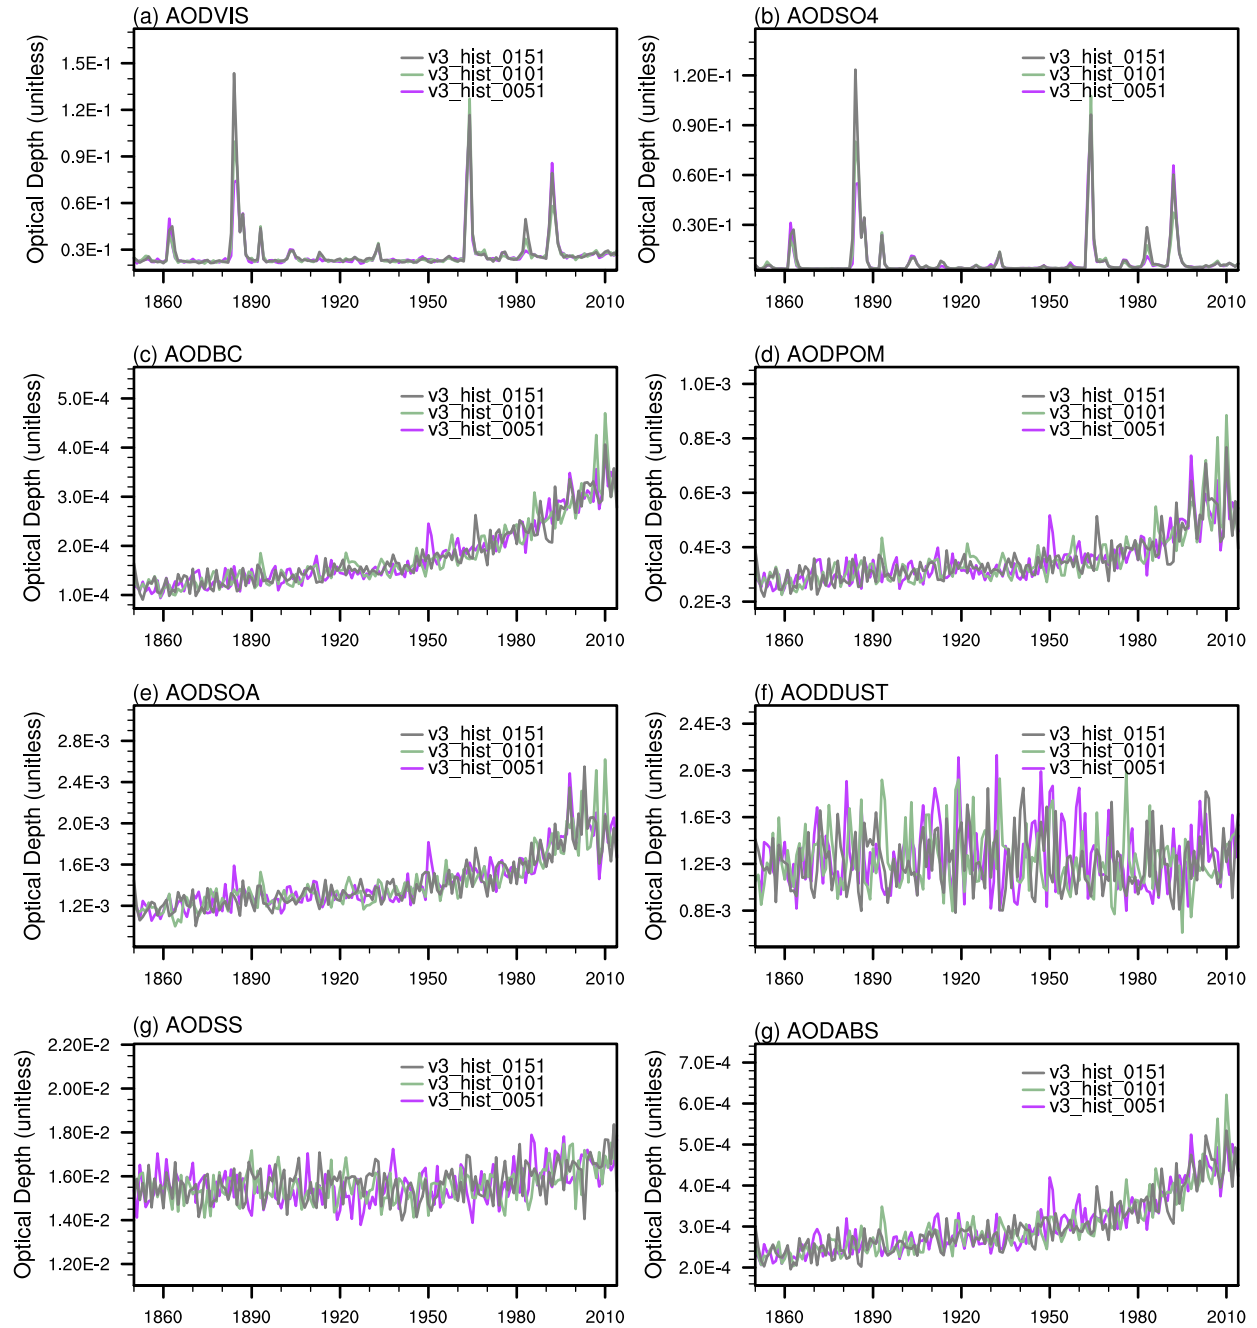 (a) AODVIS
Optical Depth (unitless)
1.5E-1
1.2E-1
0.9E-1
0.6E-1
0.3E-1
v3_hist_0151
v3_hist_0101
v3_hist_0051
1860 1890 1920 1950 1980 2010
(b) AODSO4
Optical Depth (unitless)
1.20E-1
0.90E-1
0.60E-1
0.30E-1
v3_hist_0151
v3_hist_0101
v3_hist_0051
1860 1890 1920 1950 1980 2010
(c) AODBC
Optical Depth (unitless)
5.0E-4
4.0E-4
3.0E-4
2.0E-4
1.0E-4
v3_hist_0151
v3_hist_0101
v3_hist_0051
1860 1890 1920 1950 1980 2010
(d) AODPOM
Optical Depth (unitless)
1.0E-3
0.8E-3
0.6E-3
0.4E-3
0.2E-3
v3_hist_0151
v3_hist_0101
v3_hist_0051
1860 1890 1920 1950 1980 2010
(e) AODSOA
Optical Depth (unitless)
2.8E-3
2.4E-3
2.0E-3
1.6E-3
1.2E-3
v3_hist_0151
v3_hist_0101
v3_hist_0051
1860 1890 1920 1950 1980 2010
(f) AODDUST
Optical Depth (unitless)
2.4E-3
2.0E-3
1.6E-3
1.2E-3
0.8E-3
v3_hist_0151
v3_hist_0101
v3_hist_0051
1860 1890 1920 1950 1980 2010
(g) AODSS
Optical Depth (unitless)
2.20E-2
2.00E-2
1.80E-2
1.60E-2
1.40E-2
1.20E-2
v3_hist_0151
v3_hist_0101
v3_hist_0051
1860 1890 1920 1950 1980 2010
(g) AODABS
Optical Depth (unitless)
7.0E-4
6.0E-4
5.0E-4
4.0E-4
3.0E-4
2.0E-4
v3_hist_0151
v3_hist_0101
v3_hist_0051
1860 1890 1920 1950 1980 2010